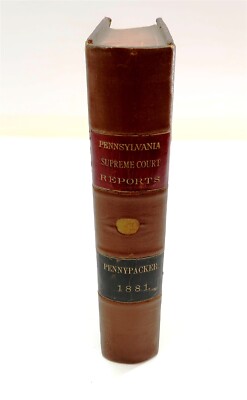 PENNSYLVANIA
SUPREME COURT
REPORTS
PENNYPACKER
1881.